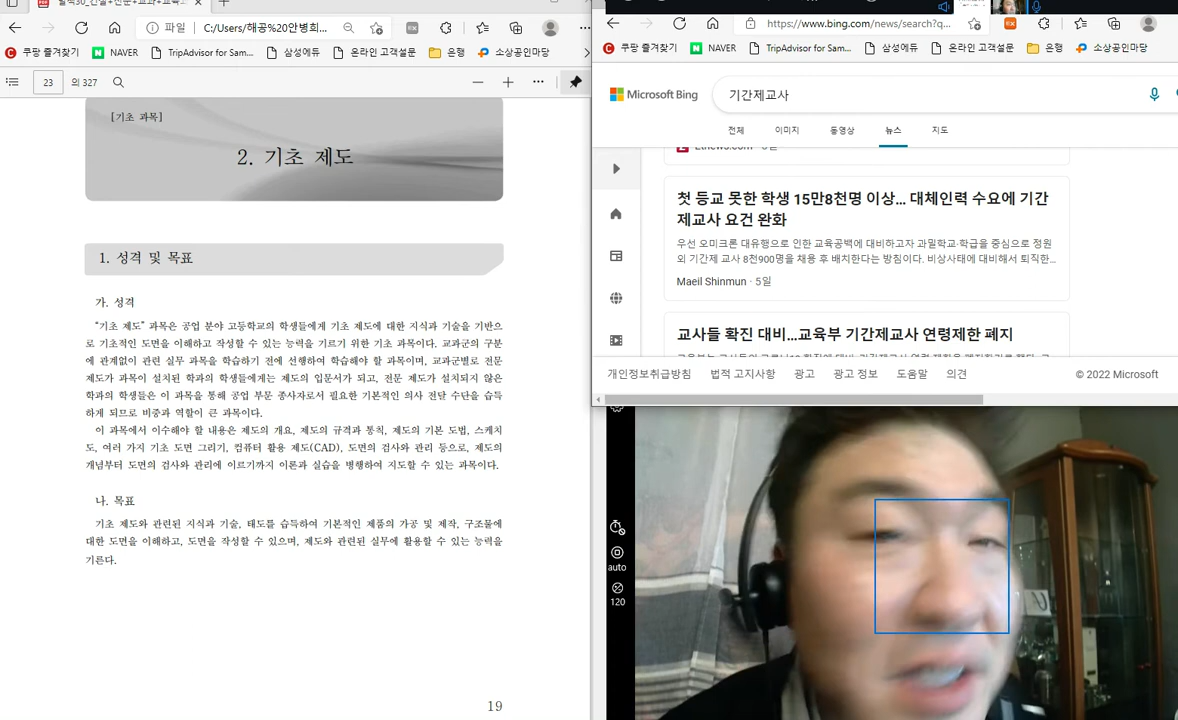 파일
C:/Users/해공%20안병희...
쿠팡 즐겨찾기
NAVER
TripAdvisor for Sam...
삼성에듀
온라인 고객설문
은행
소상공인마당
23
의 327
[기초 과목]
2. 기초 제도
1. 성격 및 목표
가. 성격
“기초 제도” 과목은 공업 분야 고등학교의 학생들에게 기초 제도에 대한 지식과 기술을 기반으
로 기초적인 도면을 이해하고 작성할 수 있는 능력을 기르기 위한 기초 과목이다. 교과군의 구분
에 관계없이 관련 실무 과목을 학습하기 전에 선행하여 학습해야 할 과목이며, 교과군별로 전문
제도가 과목이 설치된 학과의 학생들에게는 제도의 입문서가 되고, 전문 제도가 설치되지 않은
학과의 학생들은 이 과목을 통해 공업 부문 종사자로서 필요한 기본적인 의사 전달 수단을 습득
하게 되므로 비중과 역할이 큰 과목이다.
이 과목에서 이수해야 할 내용은 제도의 개요, 제도의 규격과 통칙, 제도의 기본 도법, 스케치
도, 여러 가지 기초 도면 그리기, 컴퓨터 활용 제도(CAD), 도면의 검사와 관리 등으로, 제도의
개념부터 도면의 검사와 관리에 이르기까지 이론과 실습을 병행하여 지도할 수 있는 과목이다.
나. 목표
기초 제도와 관련된 지식과 기술, 태도를 습득하여 기본적인 제품의 가공 및 제작, 구조물에
대한 도면을 이해하고, 도면을 작성할 수 있으며, 제도와 관련된 실무에 활용할 수 있는 능력을
기른다.
19
https://www.bing.com/news/search?q...
쿠팡 즐겨찾기
NAVER
TripAdvisor for Sam...
삼성에듀
온라인 고객설문
은행
소상공인마당
Microsoft Bing
기간제교사
전체
이미지
동영상
뉴스
지도
첫 등교 못한 학생 15만8천명 이상... 대체인력 수요에 기간
제교사 요건 완화
우선 오미크론 대유행으로 인한 교육공백에 대비하고자 과밀학교·학급을 중심으로 정원
외 기간제 교사 8천900명을 채용 후 배치한다는 방침이다. 비상사태에 대비해서 퇴직한...
Maeil Shinmun · 5일
교사들 확진 대비...교육부 기간제교사 연령제한 폐지
개인정보취급방침
법적 고지사항
광고
광고 정보
도움말
의견
© 2022 Microsoft
auto
120